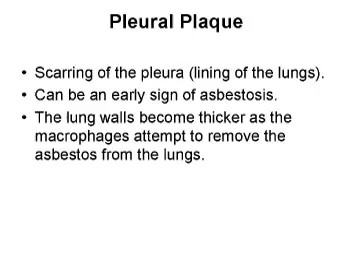 Pleural Plaque
• Scarring of the pleura (lining of the lungs).
• Can be an early sign of asbestosis.
• The lung walls become thicker as the
macrophages attempt to remove the
asbestos from the lungs.